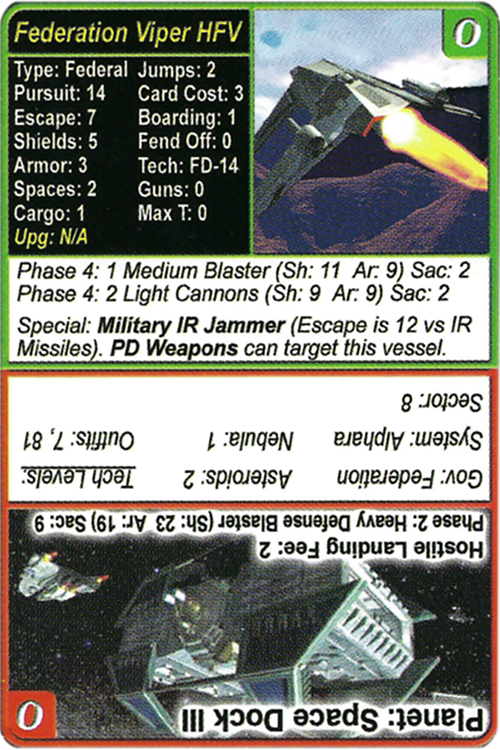 Federation Viper HFV
0
Type: Federal Jumps: 2
Pursuit: 14 Card Cost: 3
Escape: 7 Boarding: 1
Shields: 5 Fend Off: 0
Armor: 3 Tech: FD-14
Spaces: 2 Guns: 0
Cargo: 1 Max T: 0
Upg: N/A
Phase 4: 1 Medium Blaster (Sh: 11 Ar: 9) Sac: 2
Phase 4: 2 Light Cannons (Sh: 9 Ar: 9) Sac: 2
Special: Military IR Jammer (Escape is 12 vs IR
Missiles). PD Weapons can target this vessel.
Planet: Space Dock III
0
Hostile Landing Fee: 2
Phase 2: Heavy Defense Blaster (Sh: 23 Ar: 19) Sac: 9
Gov: Federation Asteroids: 2 Tech Levels:
System: Alphara Nebula: 1 Outfits: 7, 81
Sector: 8